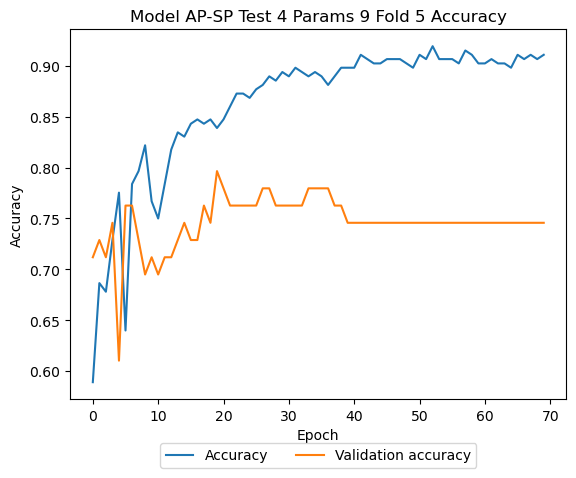 Model AP-SP Test 4 Params 9 Fold 5 Accuracy
Accuracy
0.90
0.85
0.80
0.75
0.70
0.65
0.60
0 10 20 30 40 50 60 70
Epoch
Accuracy Validation accuracy